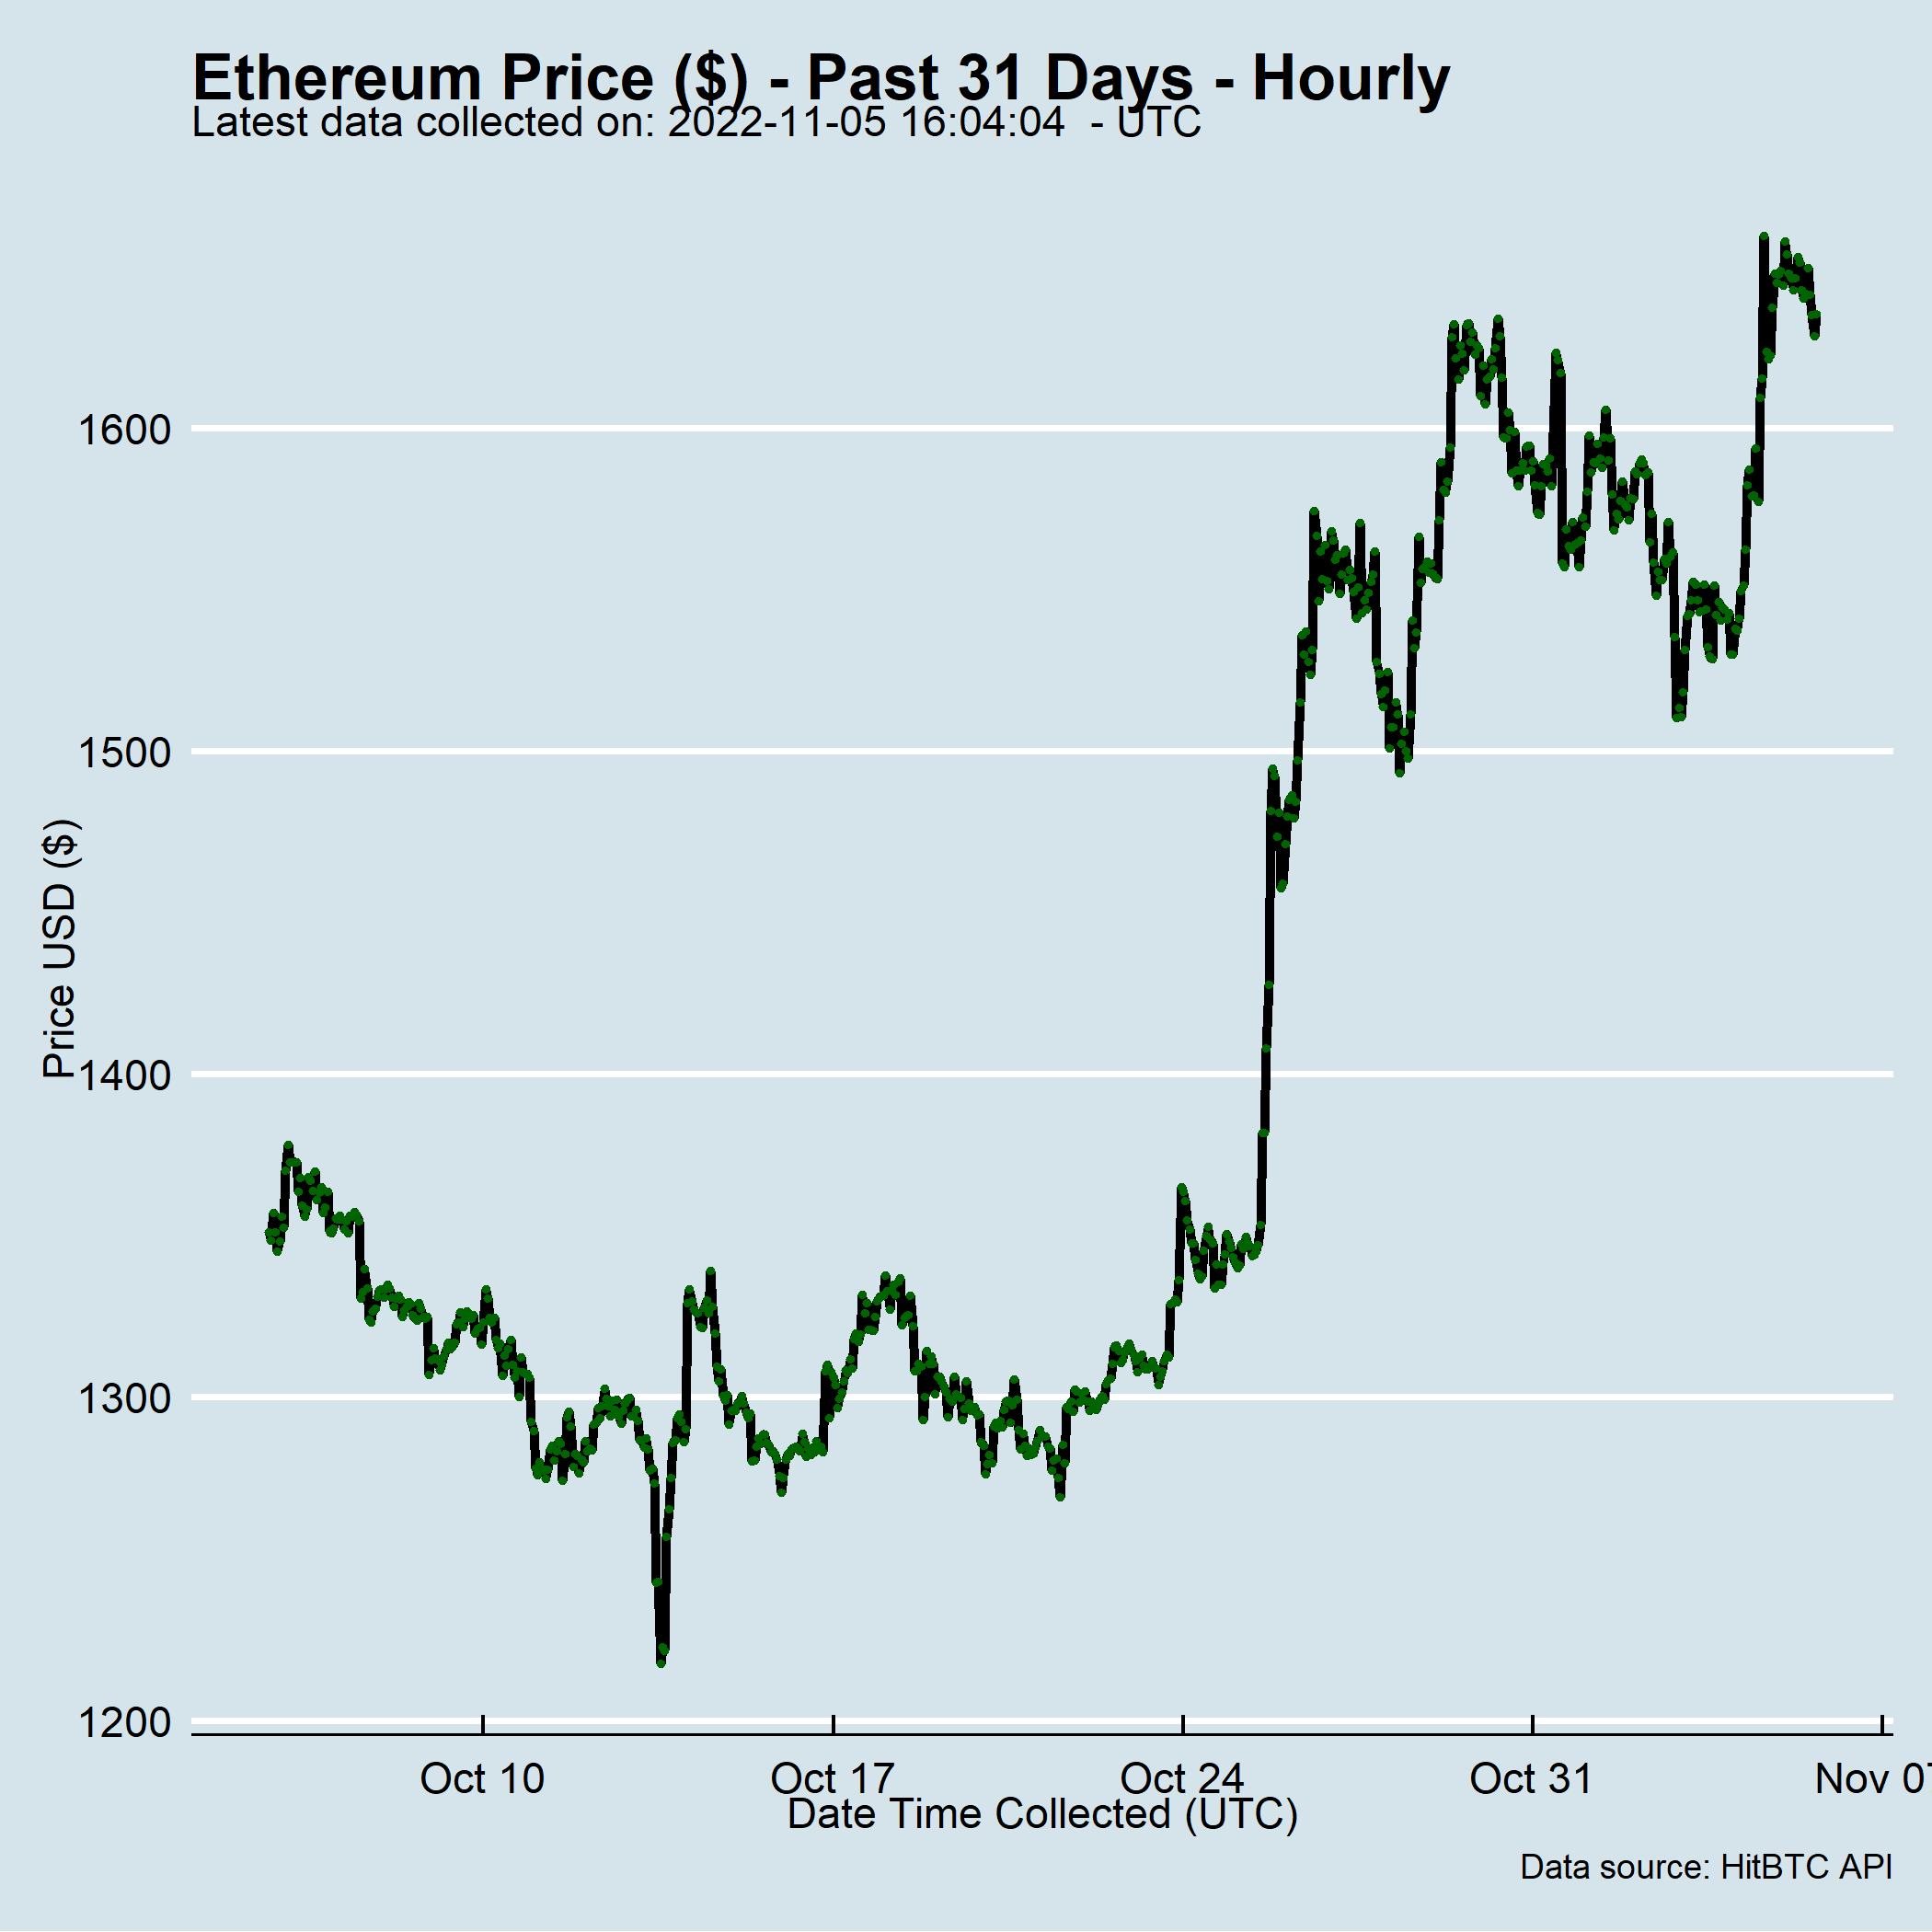 Ethereum Price ($) - Past 31 Days - Hourly
Latest data collected on: 2022-11-05 16:04:04  - UTC
Price USD ($)
1600
1500
1400
1300
1200
Oct 10
Oct 17
Oct 24
Oct 31
Nov 07
Date Time Collected (UTC)
Data source: HitBTC API